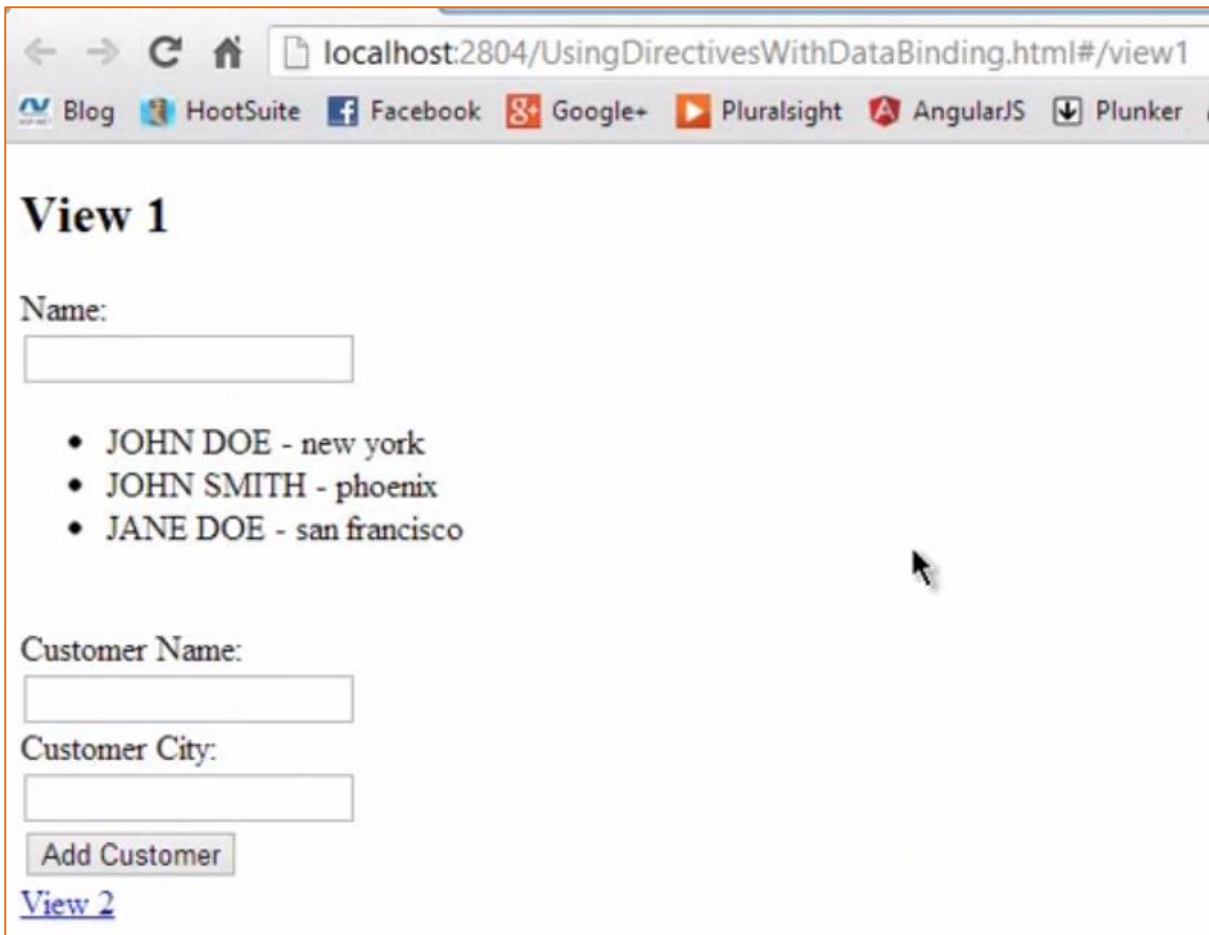 localhost:2804/UsingDirectivesWithDataBinding.html#/view1
Blog HootSuite Facebook Google+ Pluralsight AngularJS Plunker
View 1
Name:
JOHN DOE - new york
JOHN SMITH - phoenix
JANE DOE - san francisco
Customer Name:
Customer City:
Add Customer
View 2